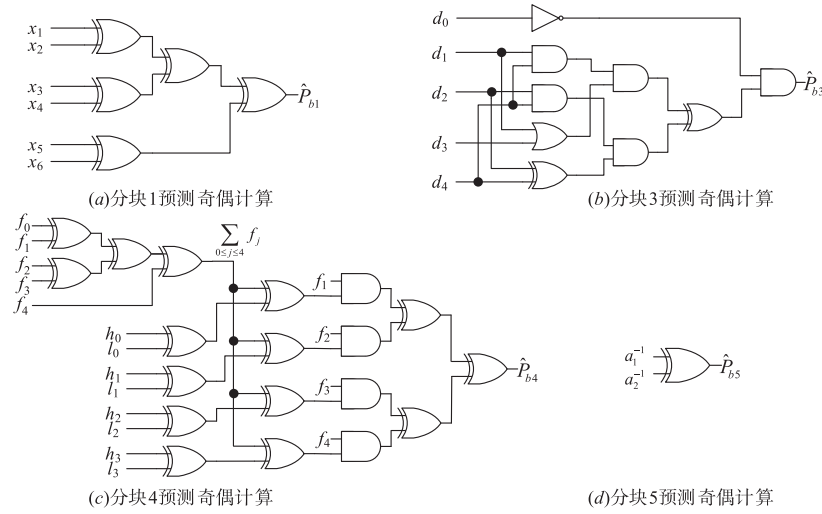 x₁
x₂
x₃
x₄
x₅
x₆
P̂b1
(a)分块1预测奇偶计算
d₀
d₁
d₂
d₃
d₄
P̂b3
(b)分块3预测奇偶计算
f₀
f₁
f₂
f₃
f₄
∑ fⱼ
0≤j≤4
h₀
l₀
h₁
l₁
h₂
l₂
h₃
l₃
f₁
f₂
f₃
f₄
P̂b4
(c)分块4预测奇偶计算
a₁⁻¹
a₂⁻¹
P̂b5
(d)分块5预测奇偶计算